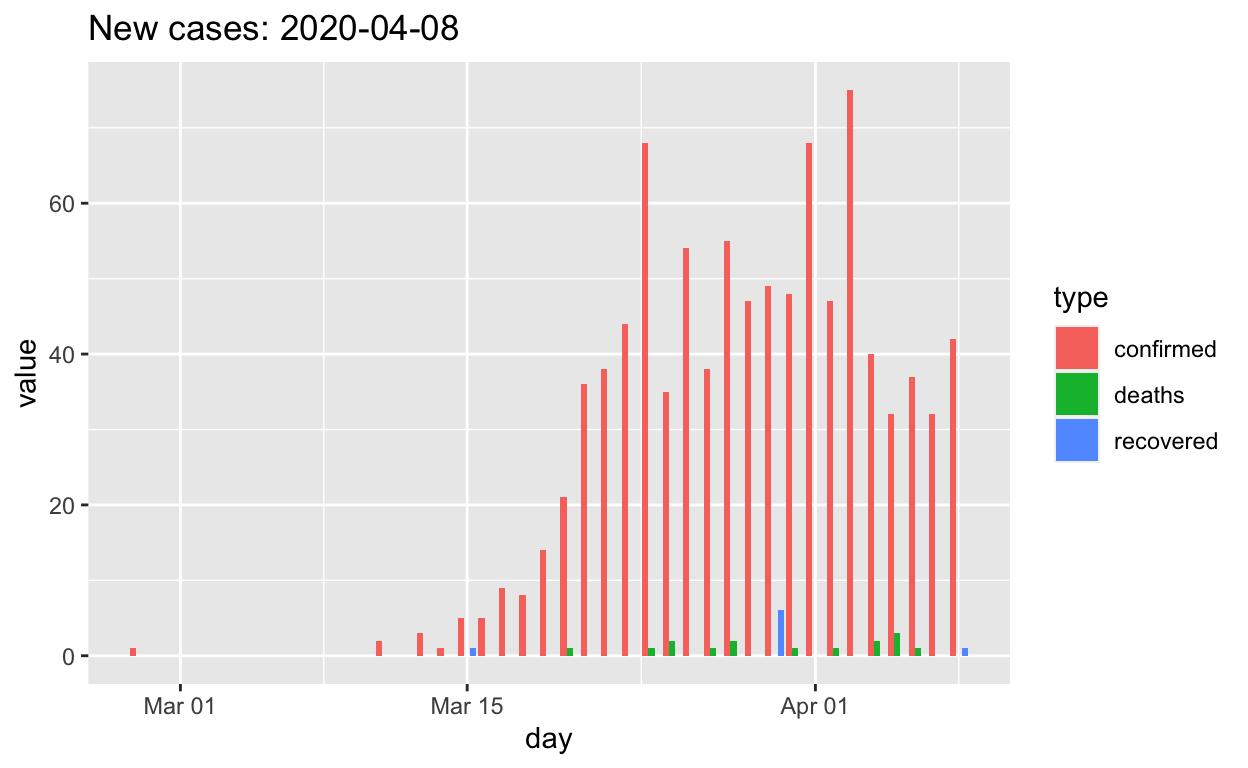 New cases: 2020-04-08
value
60
40
20
0
Mar 01
Mar 15
Apr 01
day
type
confirmed
deaths
recovered